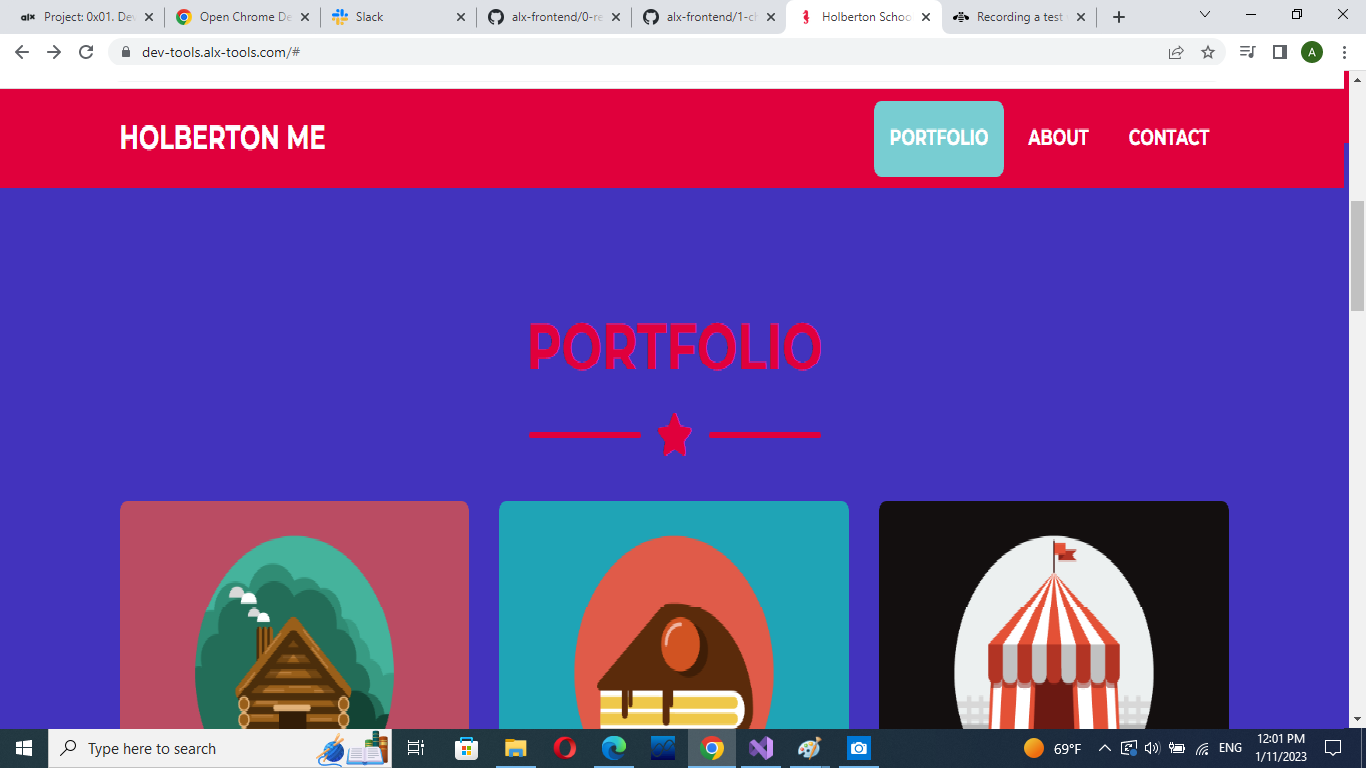 alx Project: 0x01. De
Open Chrome De
Slack
alx-frontend/0-re
alx-frontend/1-c
Holberton Schoo
Recording a test
dev-tools.alx-tools.com/#
A
HOLBERTON ME
PORTFOLIO
ABOUT
CONTACT
PORTFOLIO
Type here to search
69°F
ENG
12:01 PM
1/11/2023